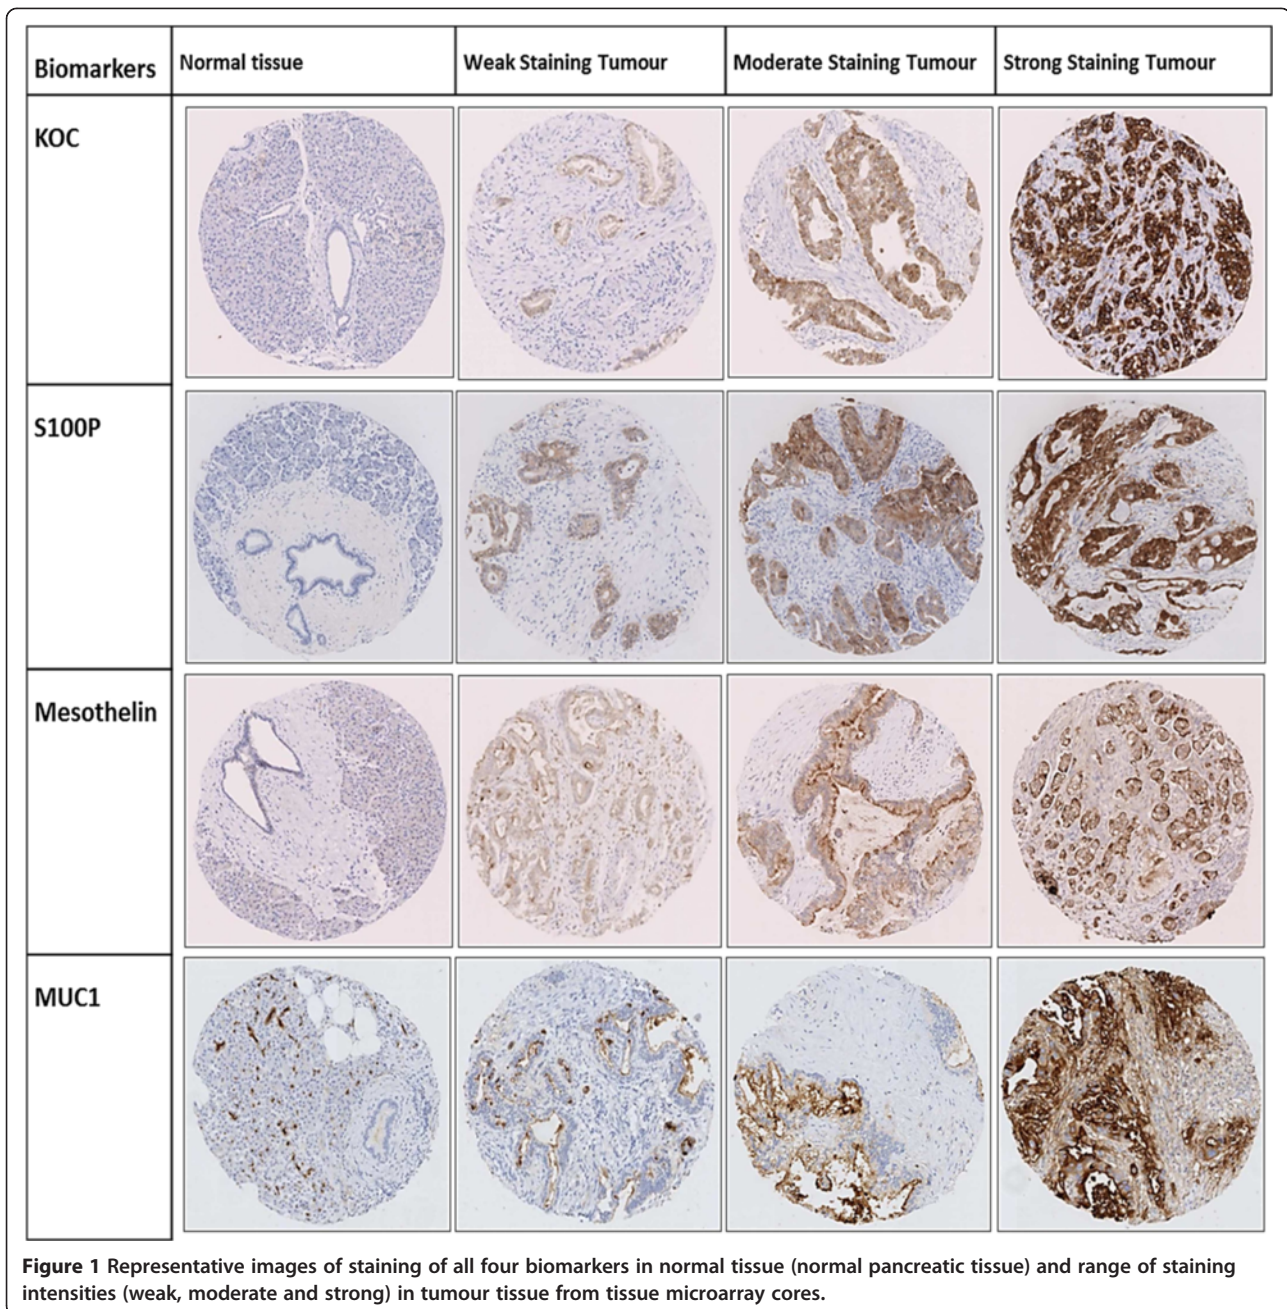 Biomarkers
Normal tissue
Weak Staining Tumour
Moderate Staining Tumour
Strong Staining Tumour
KOC
S100P
Mesothelin
MUC1
Figure 1 Representative images of staining of all four biomarkers in normal tissue (normal pancreatic tissue) and range of staining
intensities (weak, moderate and strong) in tumour tissue from tissue microarray cores.